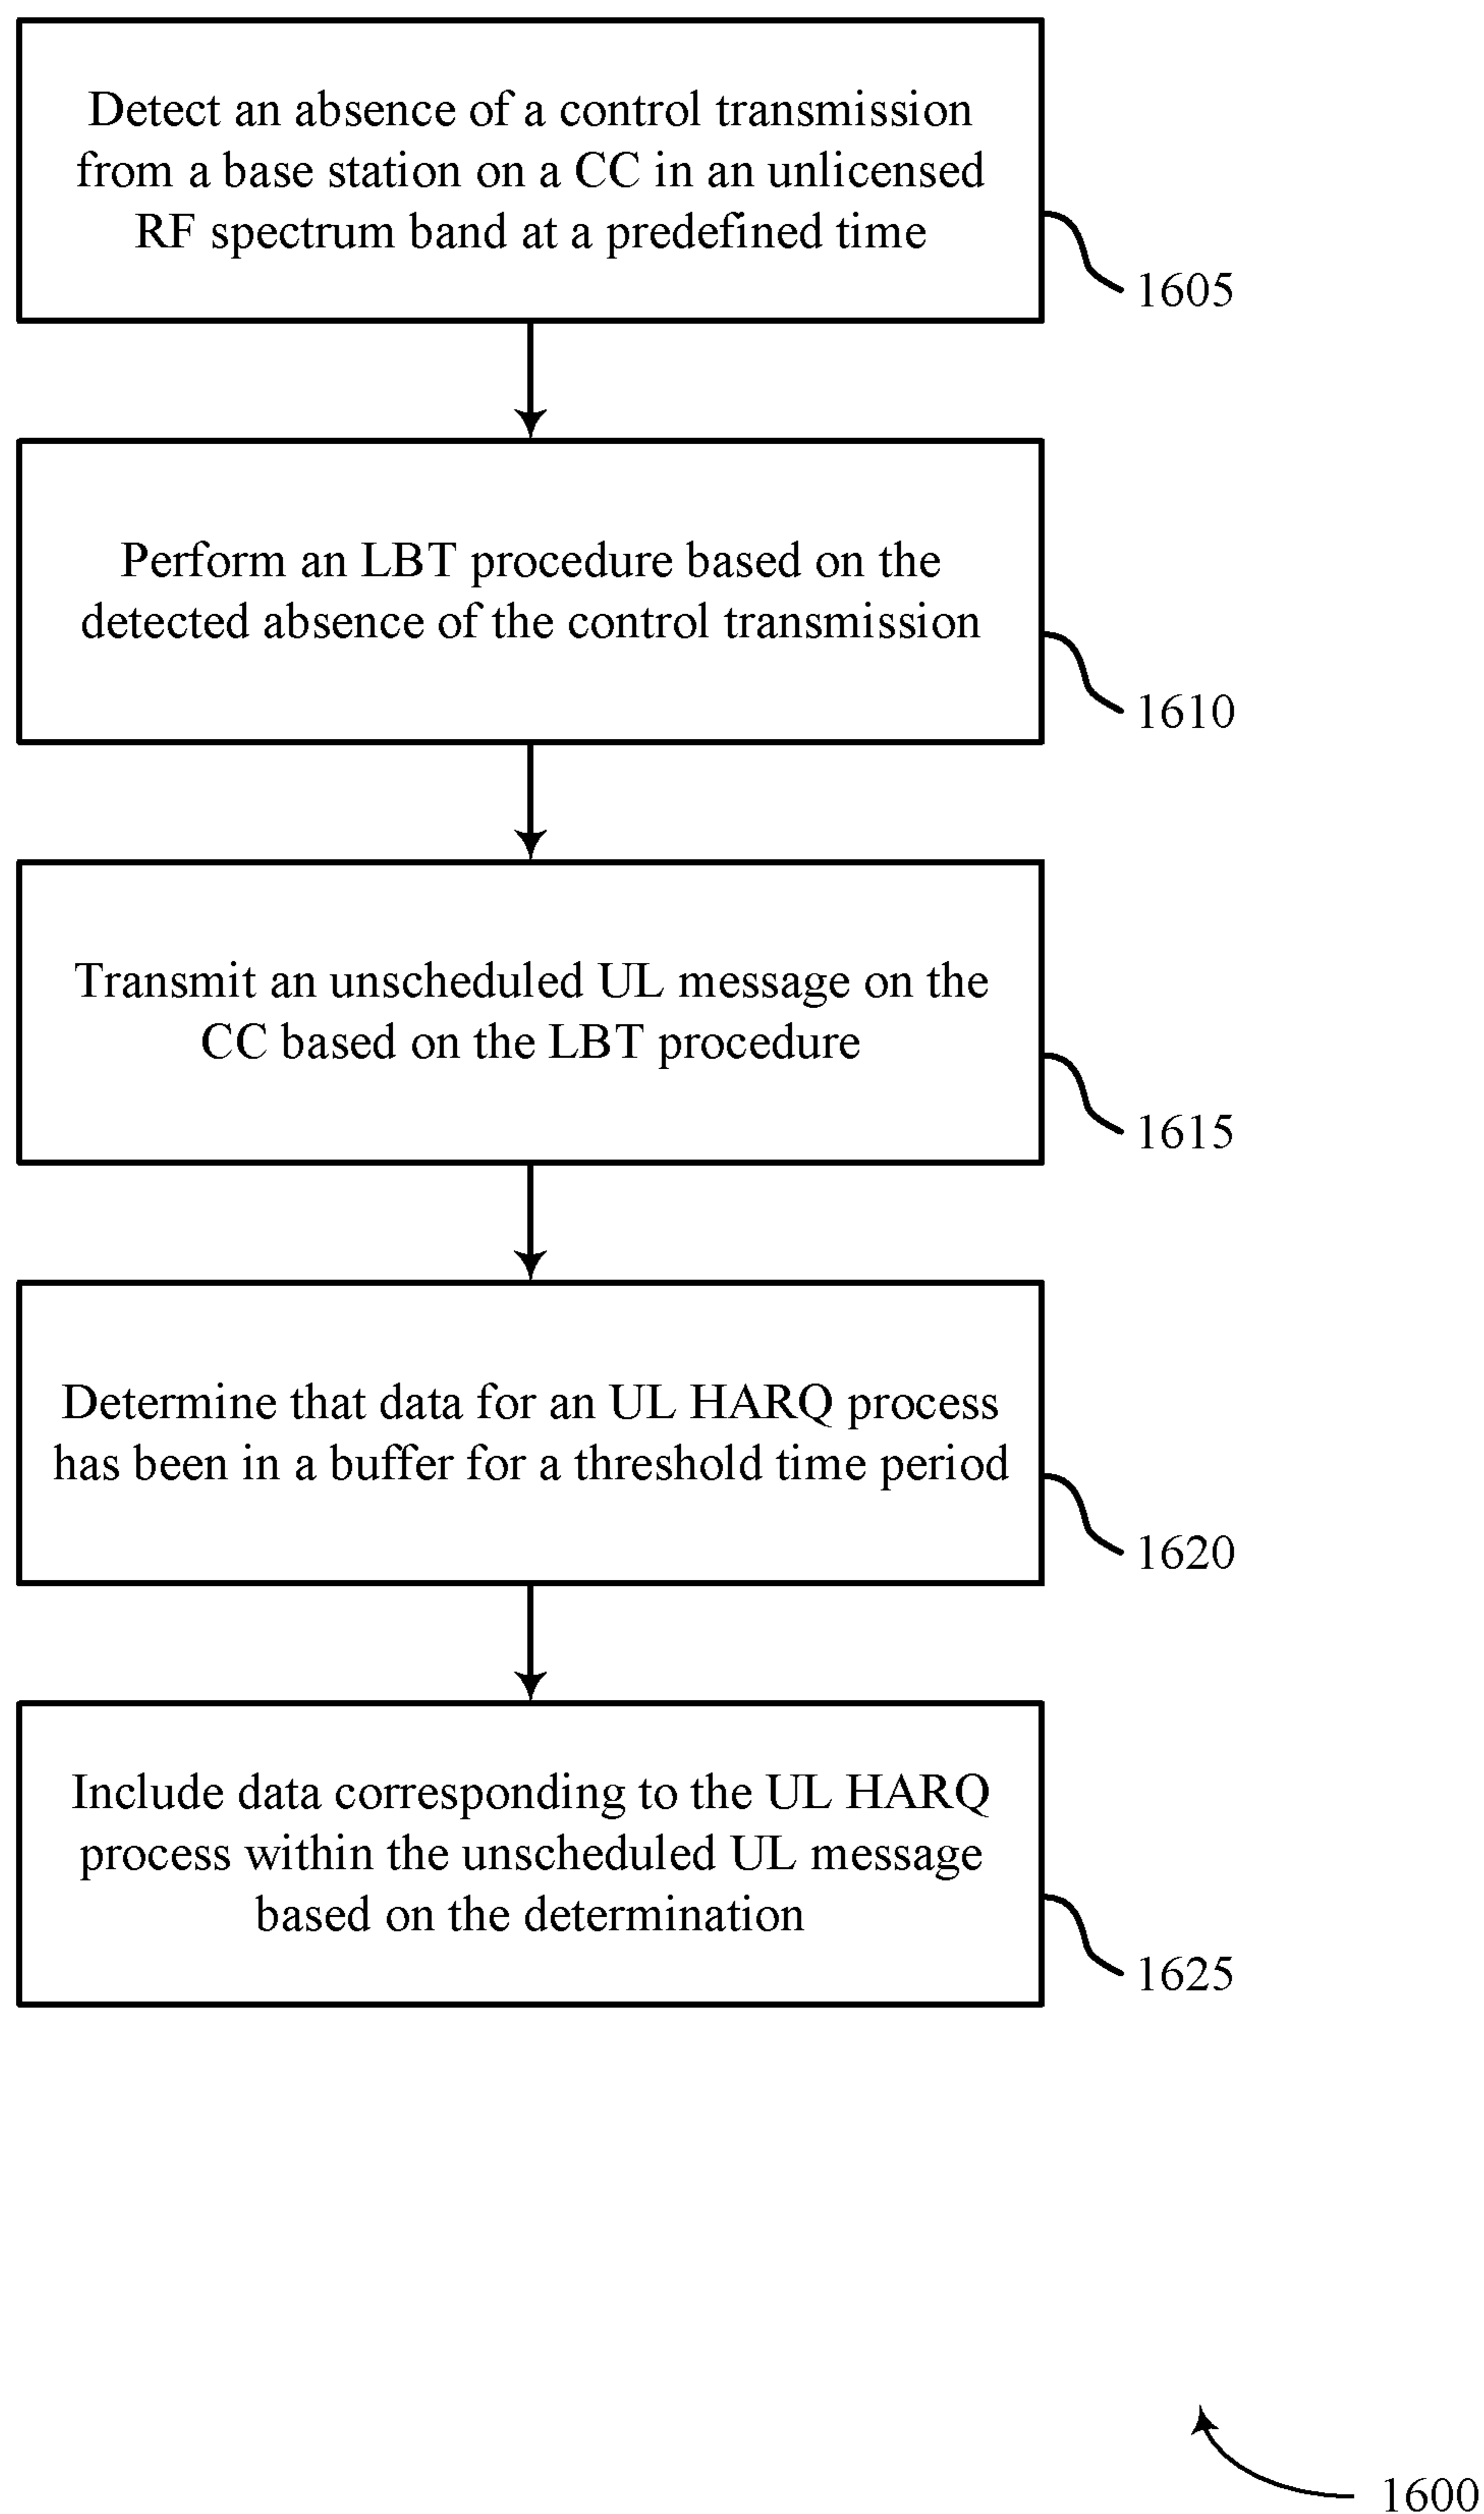 Detect an absence of a control transmission
from a base station on a CC in an unlicensed
RF spectrum band at a predefined time
1605
Perform an LBT procedure based on the
detected absence of the control transmission
1610
Transmit an unscheduled UL message on the
CC based on the LBT procedure
1615
Determine that data for an UL HARQ process
has been in a buffer for a threshold time period
1620
Include data corresponding to the UL HARQ
process within the unscheduled UL message
based on the determination
1625
1600